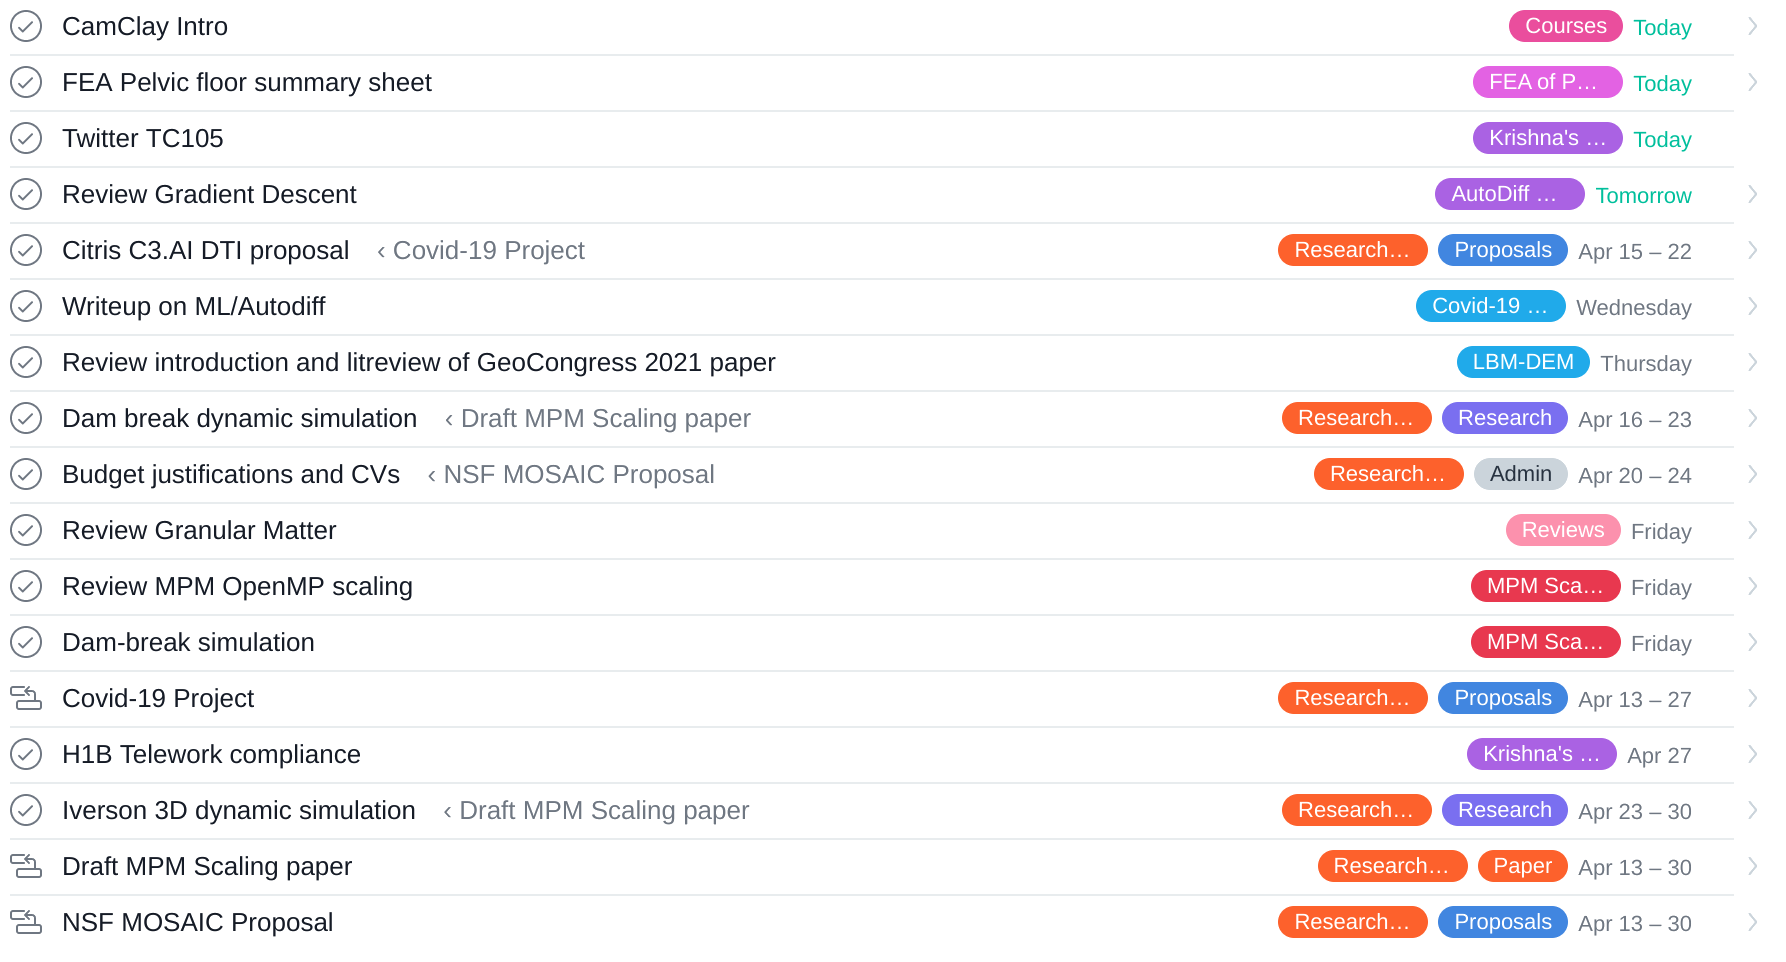 CamClay Intro Courses Today
FEA Pelvic floor summary sheet FEA of P… Today
Twitter TC105 Krishna's … Today
Review Gradient Descent AutoDiff … Tomorrow
Citris C3.AI DTI proposal ‹ Covid-19 Project Research… Proposals Apr 15 – 22
Writeup on ML/Autodiff Covid-19 … Wednesday
Review introduction and litreview of GeoCongress 2021 paper LBM-DEM Thursday
Dam break dynamic simulation ‹ Draft MPM Scaling paper Research… Research Apr 16 – 23
Budget justifications and CVs ‹ NSF MOSAIC Proposal Research… Admin Apr 20 – 24
Review Granular Matter Reviews Friday
Review MPM OpenMP scaling MPM Sca… Friday
Dam-break simulation MPM Sca… Friday
Covid-19 Project Research… Proposals Apr 13 – 27
H1B Telework compliance Krishna's … Apr 27
Iverson 3D dynamic simulation ‹ Draft MPM Scaling paper Research… Research Apr 23 – 30
Draft MPM Scaling paper Research… Paper Apr 13 – 30
NSF MOSAIC Proposal Research… Proposals Apr 13 – 30